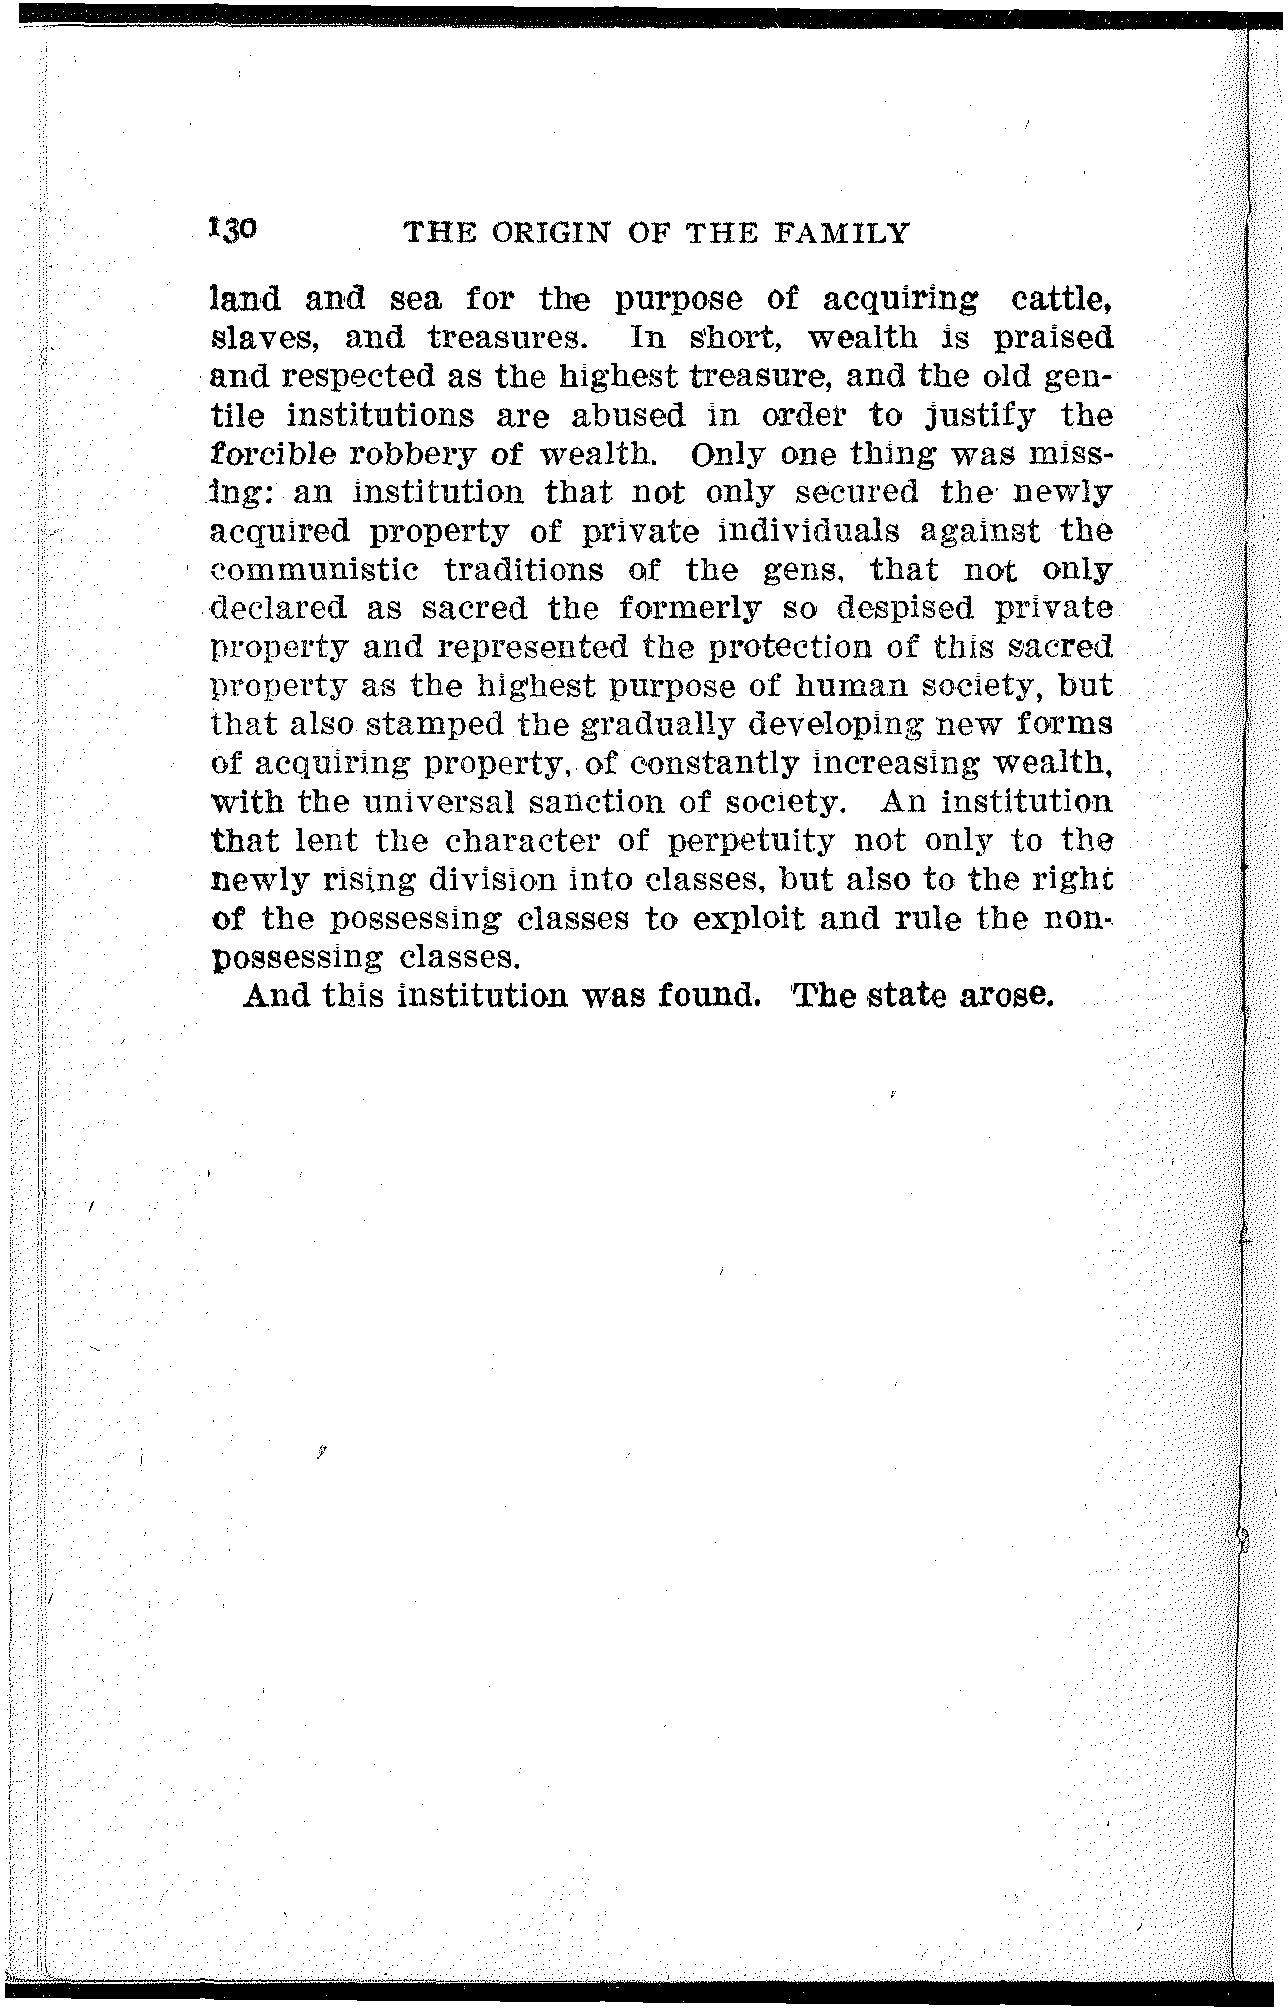 130 THE ORIGIN OF THE FAMILY
land and sea for the purpose of acquiring cattle,
slaves, and treasures. In short, wealth is praised
and respected as the highest treasure, and the old gen-
tile institutions are abused in order to justify the
forcible robbery of wealth. Only one thing was miss-
ing: an institution that not only secured the newly
acquired property of private individuals against the
communistic traditions of the gens, that not only
declared as sacred the formerly so despised private
property and represented the protection of this sacred
property as the highest purpose of human society, but
that also stamped the gradually developing new forms
of acquiring property, of constantly increasing wealth,
with the universal sanction of society. An institution
that lent the character of perpetuity not only to the
newly rising division into classes, but also to the right
of the possessing classes to exploit and rule the non-
possessing classes.
And this institution was found. The state arose.